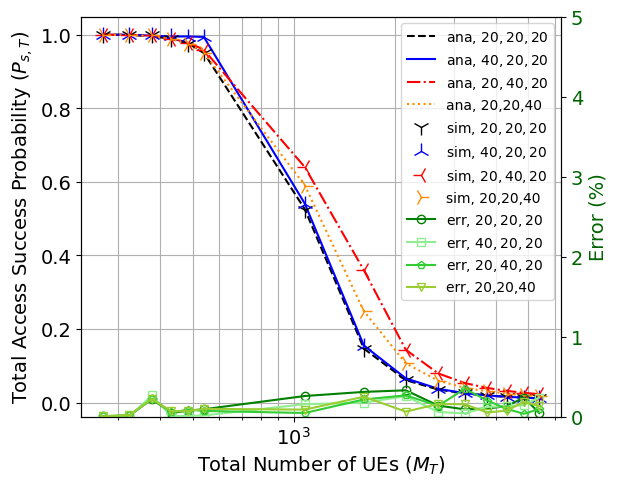 Total Access Success Probability ($P_{s,T}$)
1.0
0.8
0.6
0.4
0.2
0.0
ana, 20, 20, 20
ana, 40, 20, 20
ana, 20, 40, 20
ana, 20,20,40
sim, 20, 20, 20
sim, 40, 20, 20
sim, 20, 40, 20
sim, 20,20,40
err, 20, 20, 20
err, 40, 20, 20
err, 20, 40, 20
err, 20,20,40
5
4
3
2
1
0
Error (%)
10³
Total Number of UEs ($M_T$)